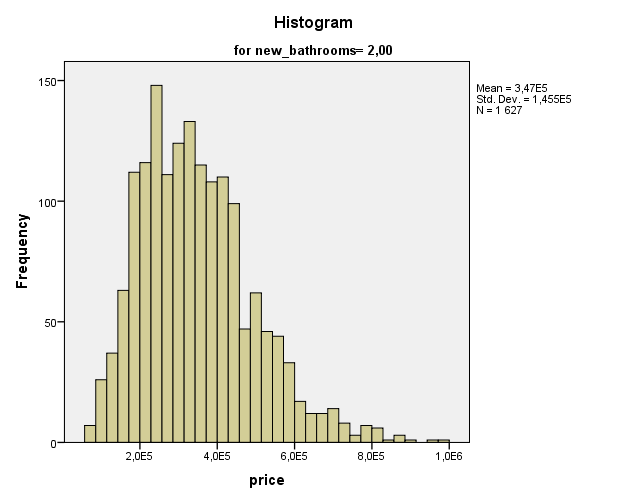 Histogram
for new_bathrooms= 2,00
Mean = 3,47E5
Std. Dev. = 1,455E5
N = 1 627
150
100
50
0
Frequency
2,0E5 4,0E5 6,0E5 8,0E5 1,0E6
price